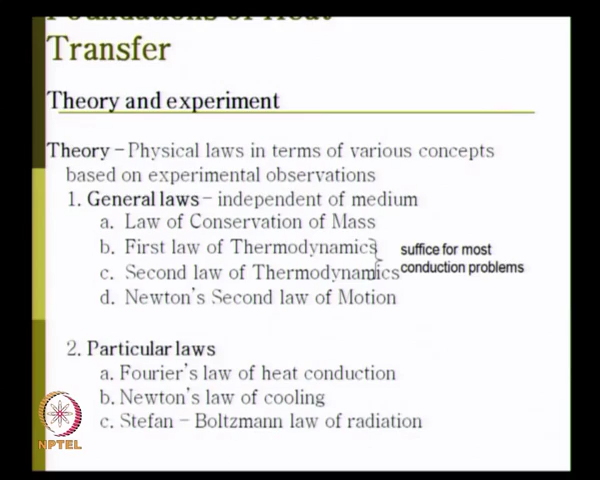 Foundations of Heat
Transfer
Theory and experiment
Theory – Physical laws in terms of various concepts
based on experimental observations
1. General laws – independent of medium
a. Law of Conservation of Mass
b. First law of Thermodynamics
suffice for most
c. Second law of Thermodynamics
conduction problems
d. Newton's Second law of Motion
2. Particular laws
a. Fourier's law of heat conduction
b. Newton's law of cooling
c. Stefan – Boltzmann law of radiation
NPTEL